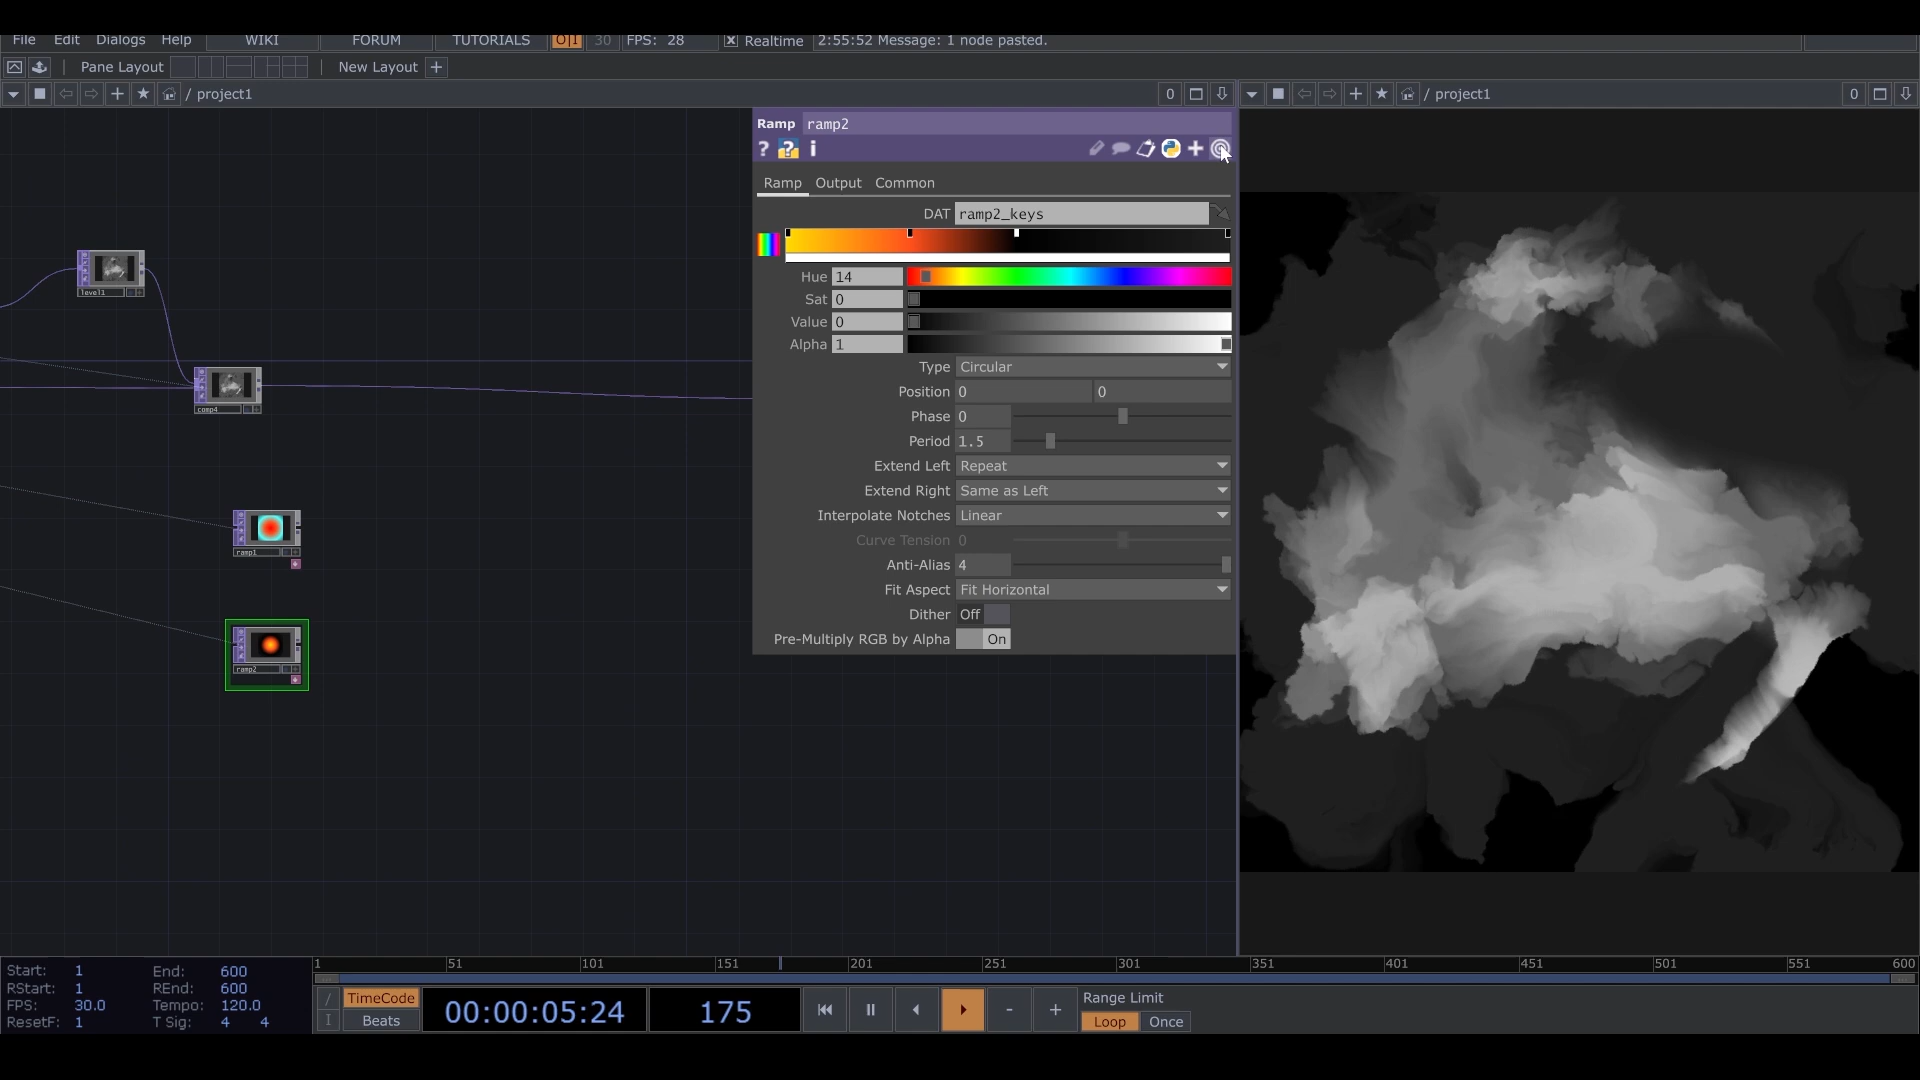 File Edit Dialogs Help WIKI FORUM TUTORIALS O|I 30 FPS: 28 Realtime 2:55:52 Message: 1 node pasted.
Pane Layout New Layout +
/ project1 0
/ project1 0
Ramp ramp2
? ? i
Ramp Output Common
DAT ramp2_keys
Hue 14
Sat 0
Value 0
Alpha 1
Type Circular
Position 0 0
Phase 0
Period 1.5
Extend Left Repeat
Extend Right Same as Left
Interpolate Notches Linear
Curve Tension 0
Anti-Alias 4
Fit Aspect Fit Horizontal
Dither Off
Pre-Multiply RGB by Alpha On
level1
comp4
ramp1
ramp2
1 51 101 151 201 251 301 351 401 451 501 551 600
Start: 1 End: 600
RStart: 1 REnd: 600
FPS: 30.0 Tempo: 120.0
ResetF: 1 T Sig: 4 4
/ TimeCode
I Beats
00:00:05:24 175
- +
Range Limit
Loop Once